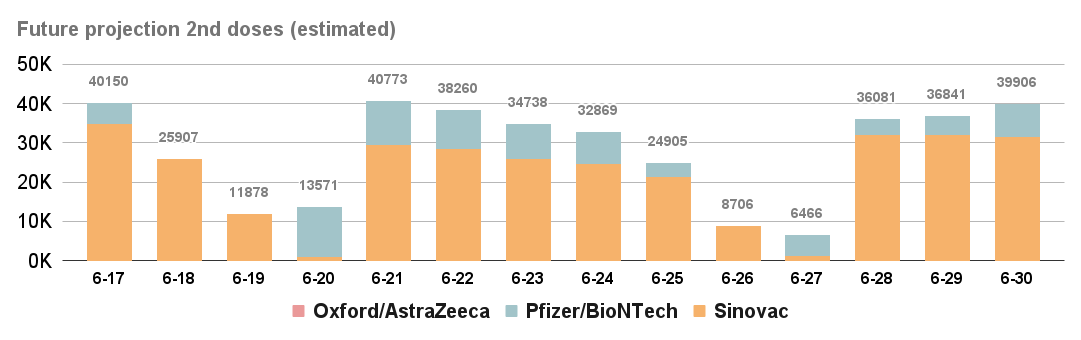 Future projection 2nd doses (estimated)
50K
40K
30K
20K
10K
0K
40150
25907
11878
13571
40773
38260
34738
32869
24905
8706
6466
36081
36841
39906
6-17 6-18 6-19 6-20 6-21 6-22 6-23 6-24 6-25 6-26 6-27 6-28 6-29 6-30
Oxford/AstraZeeca Pfizer/BioNTech Sinovac